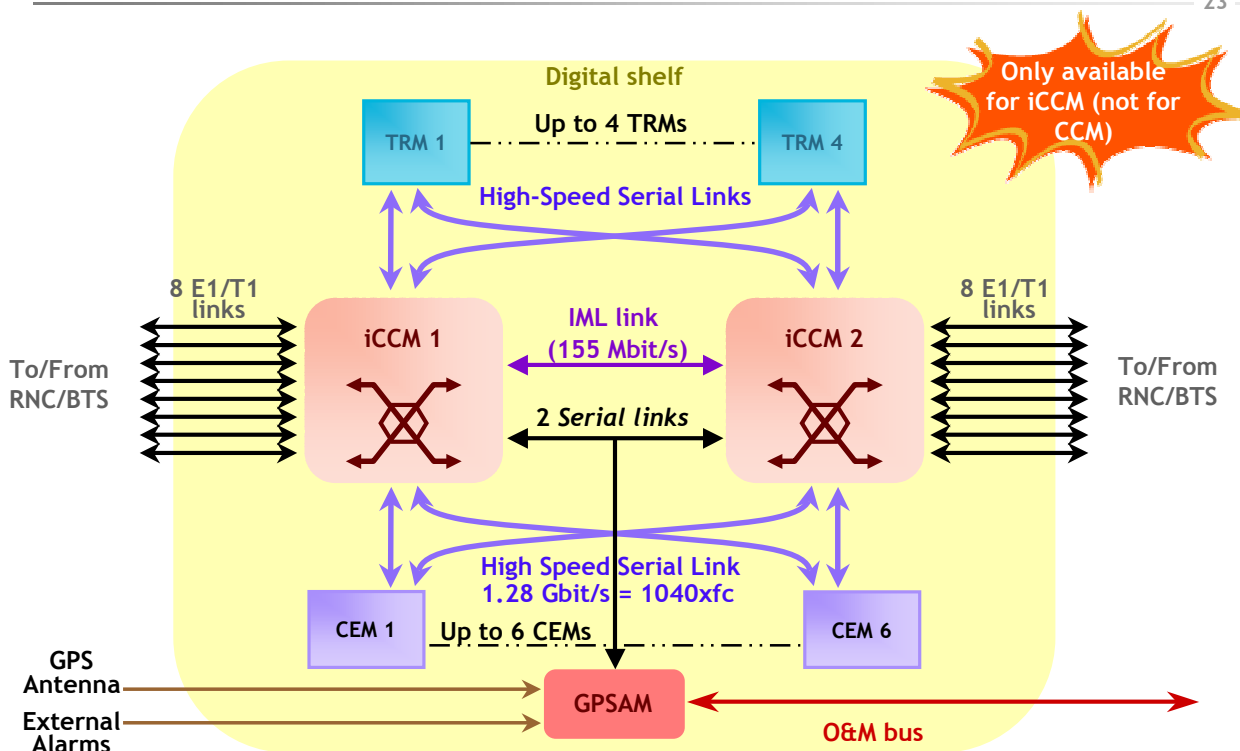 23
Digital shelf
Only available
for iCCM (not for
CCM)
TRM 1
Up to 4 TRMs
TRM 4
High-Speed Serial Links
8 E1/T1
links
8 E1/T1
links
iCCM 1
IML link
(155 Mbit/s)
iCCM 2
To/From
RNC/BTS
To/From
RNC/BTS
2 Serial links
High Speed Serial Link
1.28 Gbit/s = 1040xfc
CEM 1
Up to 6 CEMs
CEM 6
GPS
Antenna
GPSAM
External
Alarms
O&M bus